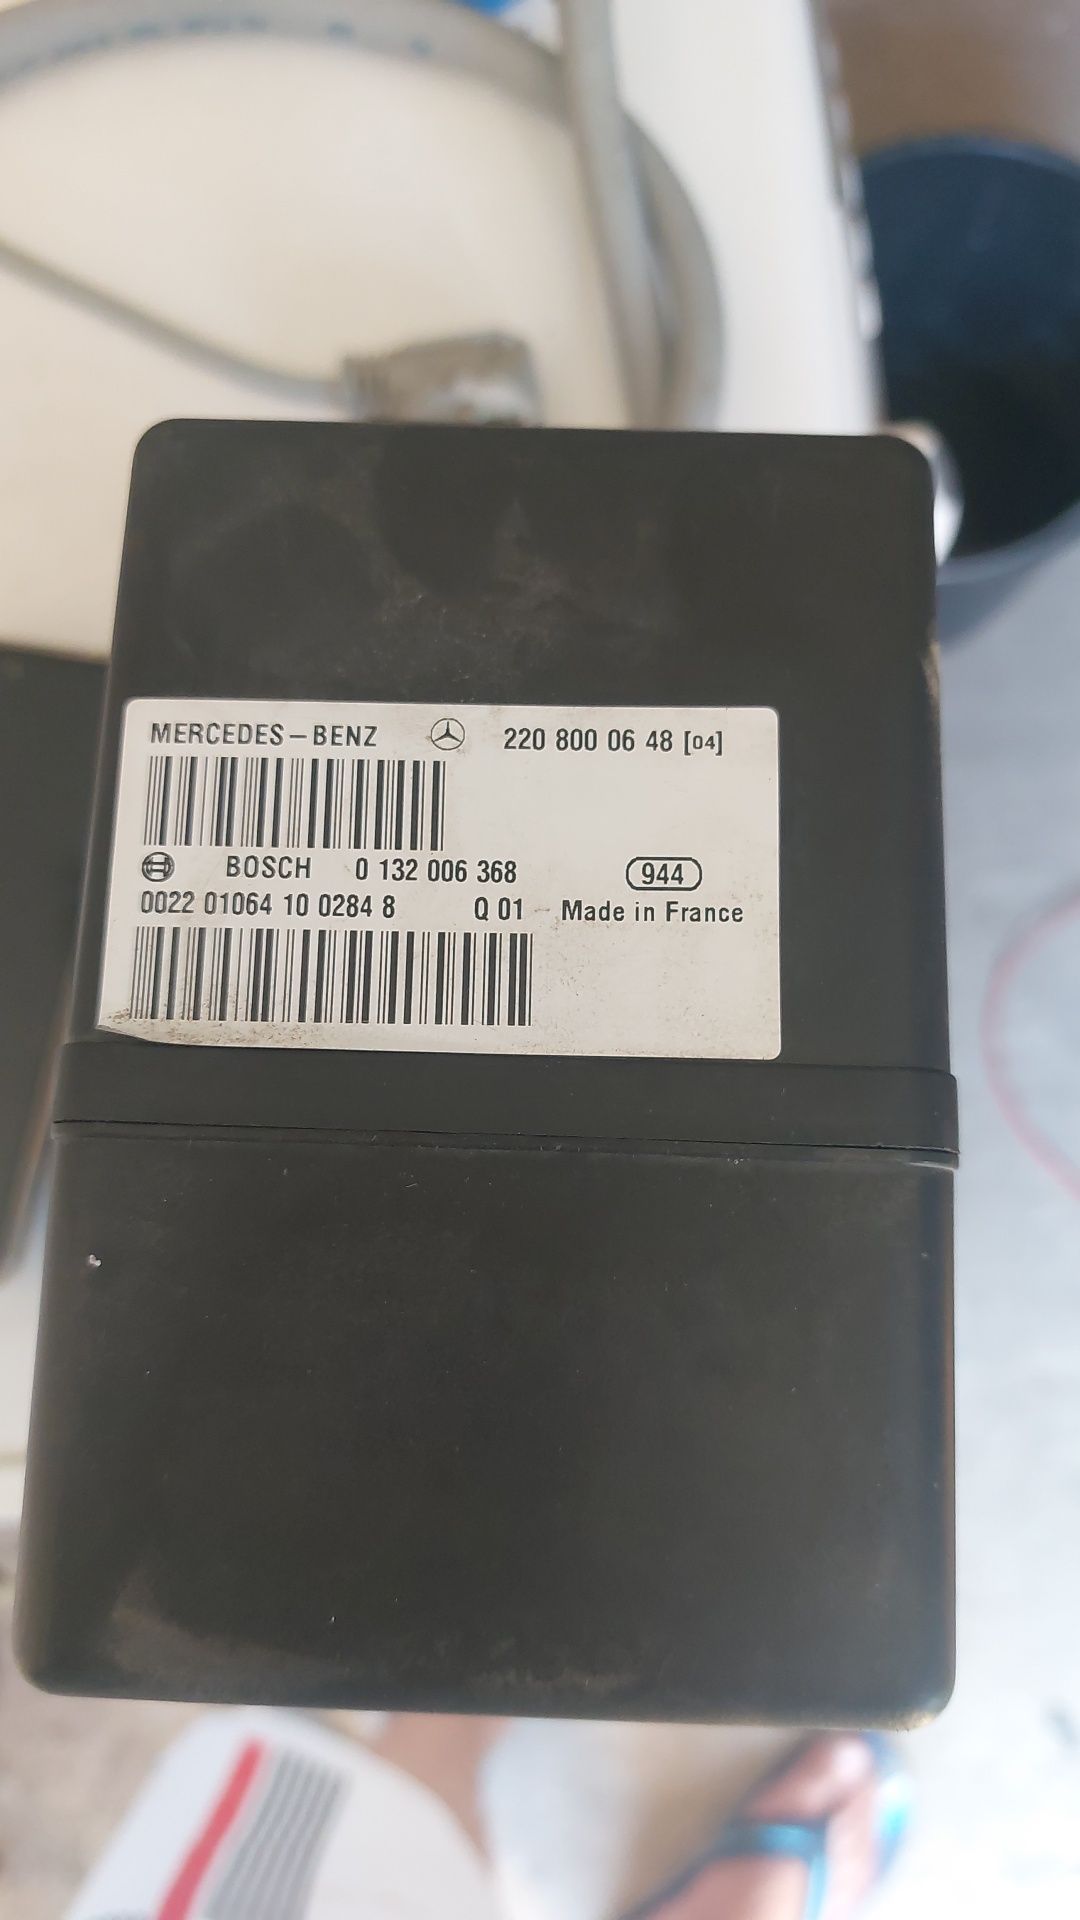 MERCEDES-BENZ 220 800 06 48 [04]
BOSCH 0 132 006 368 944
0022 01064 10 0284 8 Q 01 Made in France